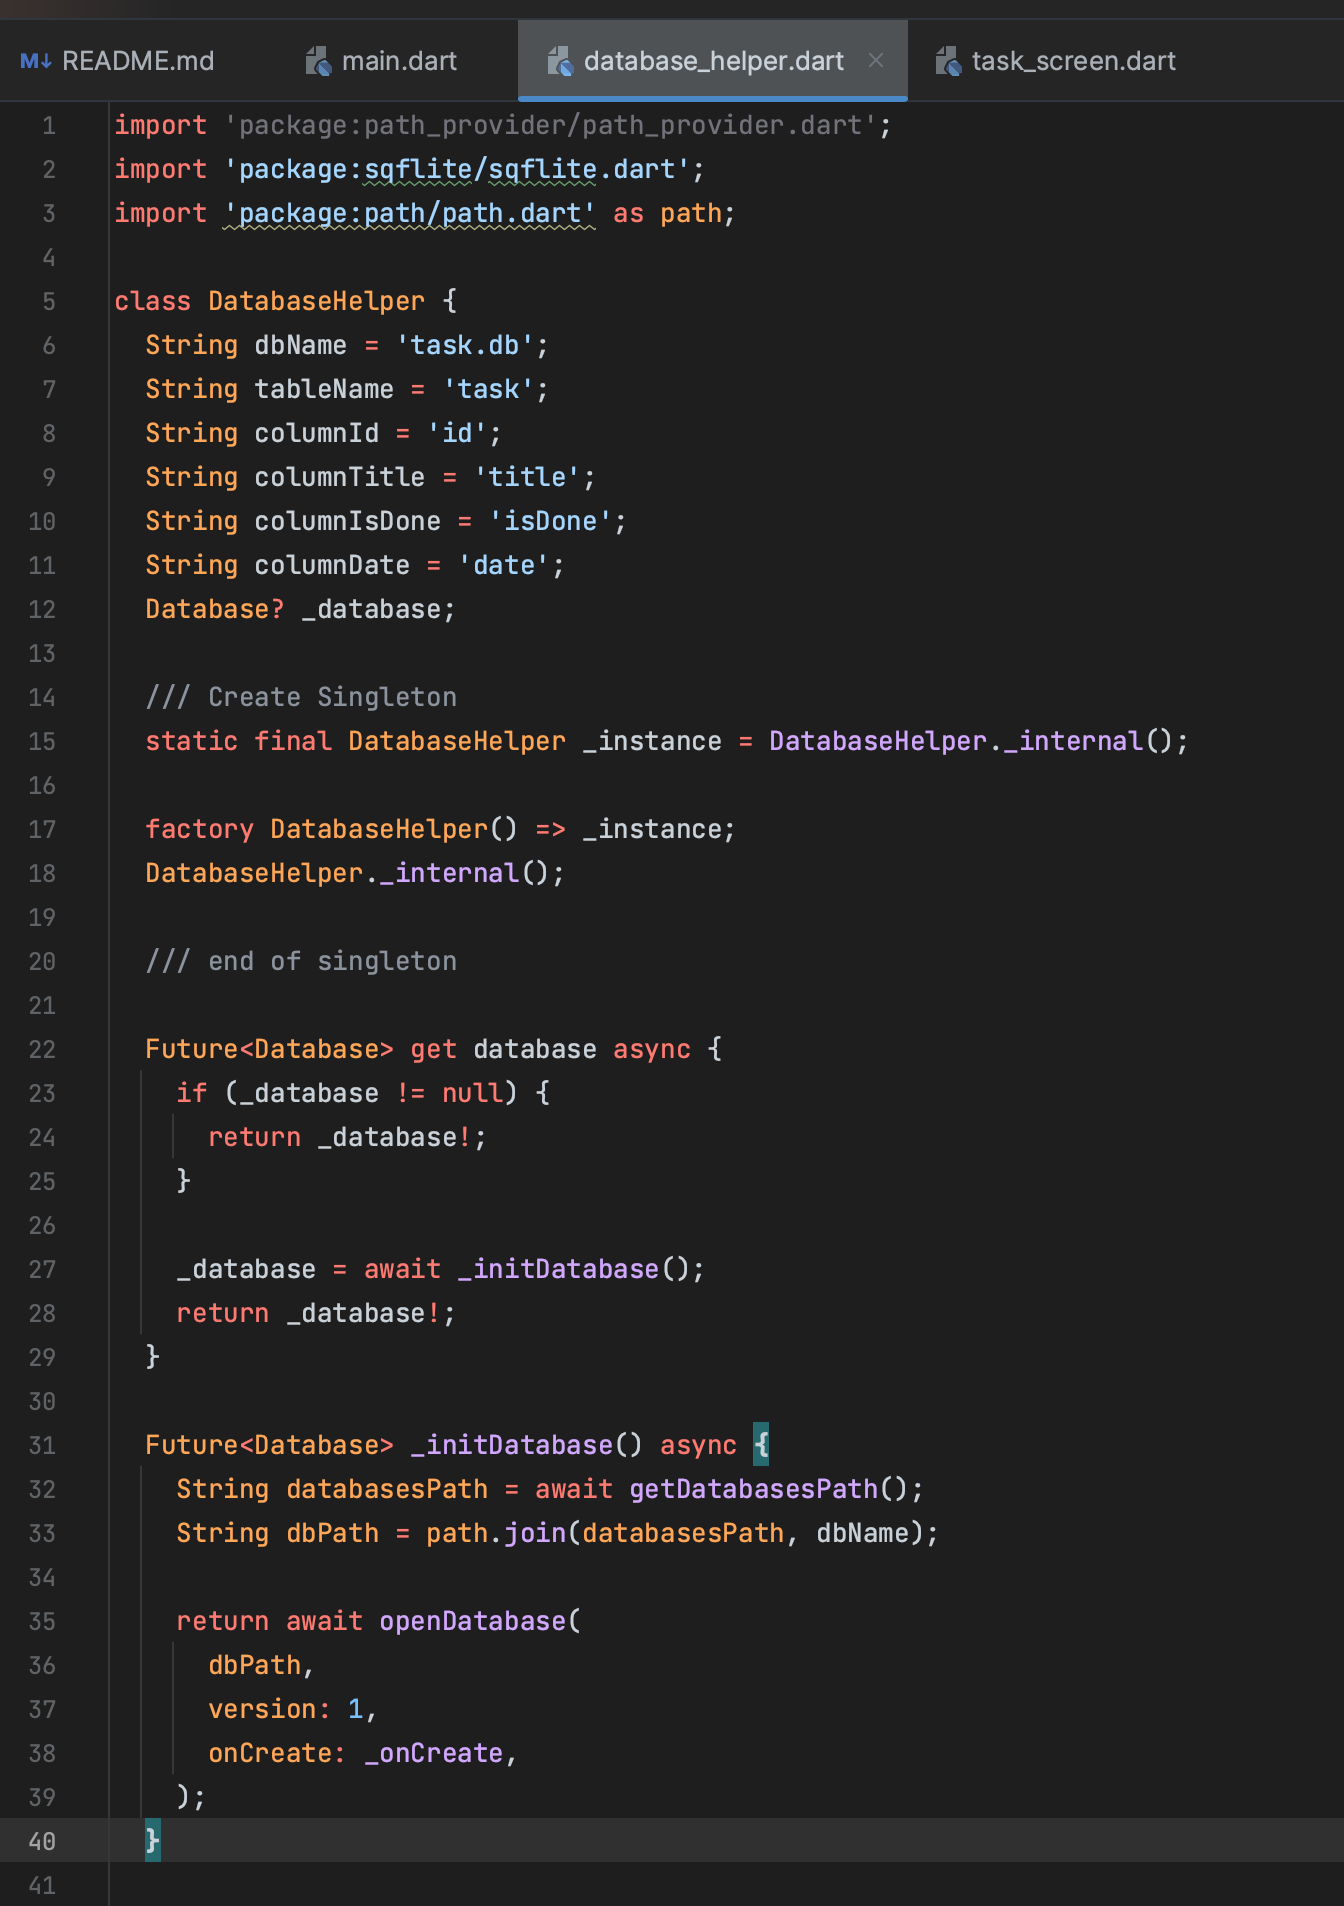 M↓ README.md main.dart database_helper.dart × task_screen.dart
1 import 'package:path_provider/path_provider.dart';
2 import 'package:sqflite/sqflite.dart';
3 import 'package:path/path.dart' as path;
4
5 class DatabaseHelper {
6 String dbName = 'task.db';
7 String tableName = 'task';
8 String columnId = 'id';
9 String columnTitle = 'title';
10 String columnIsDone = 'isDone';
11 String columnDate = 'date';
12 Database? _database;
13
14 /// Create Singleton
15 static final DatabaseHelper _instance = DatabaseHelper._internal();
16
17 factory DatabaseHelper() => _instance;
18 DatabaseHelper._internal();
19
20 /// end of singleton
21
22 Future<Database> get database async {
23 if (_database != null) {
24 return _database!;
25 }
26
27 _database = await _initDatabase();
28 return _database!;
29 }
30
31 Future<Database> _initDatabase() async {
32 String databasesPath = await getDatabasesPath();
33 String dbPath = path.join(databasesPath, dbName);
34
35 return await openDatabase(
36 dbPath,
37 version: 1,
38 onCreate: _onCreate,
39 );
40 }
41